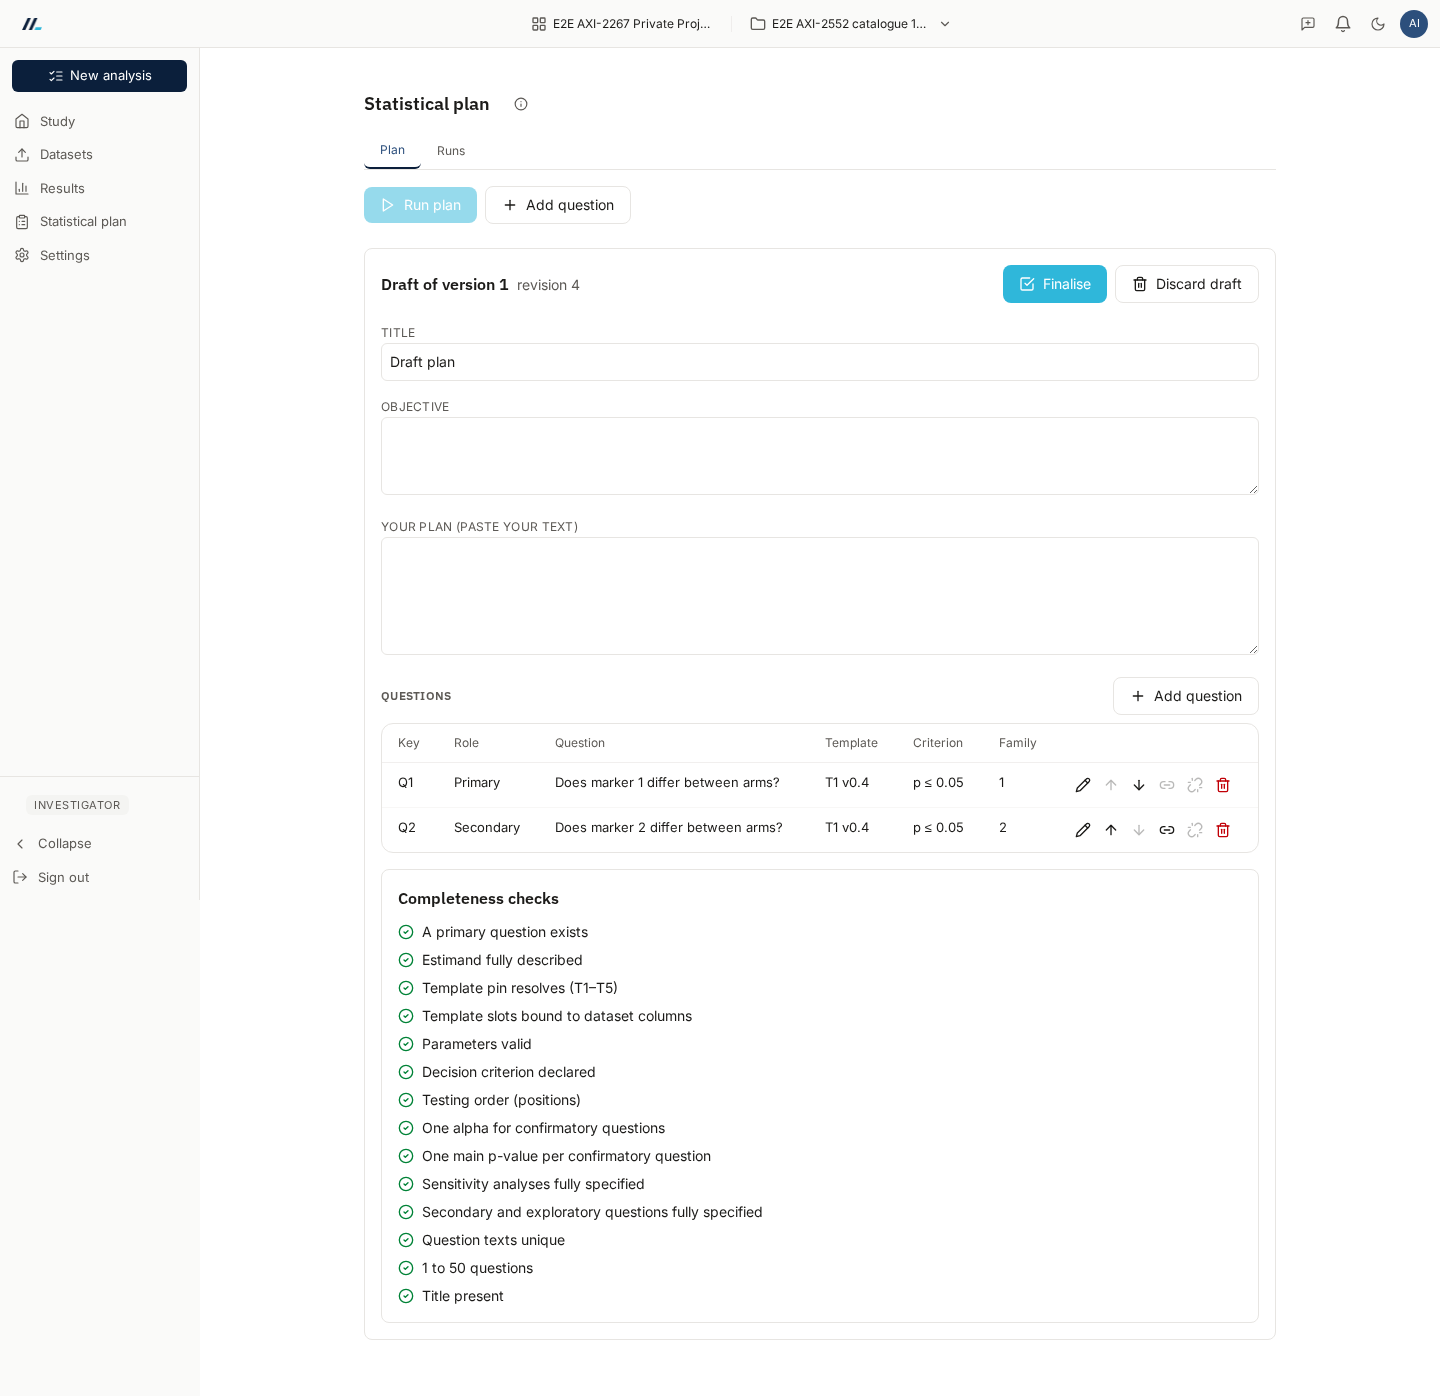 E2E AXI-2267 Private Proj...
E2E AXI-2552 catalogue 1...
AI
New analysis
Study
Datasets
Results
Statistical plan
Settings
INVESTIGATOR
Collapse
Sign out
Statistical plan
Plan
Runs
Run plan
Add question
Draft of version 1 revision 4
Finalise
Discard draft
TITLE
Draft plan
OBJECTIVE
YOUR PLAN (PASTE YOUR TEXT)
QUESTIONS
Add question
Key Role Question Template Criterion Family
Q1 Primary Does marker 1 differ between arms? T1 v0.4 p ≤ 0.05 1
Q2 Secondary Does marker 2 differ between arms? T1 v0.4 p ≤ 0.05 2
Completeness checks
A primary question exists
Estimand fully described
Template pin resolves (T1–T5)
Template slots bound to dataset columns
Parameters valid
Decision criterion declared
Testing order (positions)
One alpha for confirmatory questions
One main p-value per confirmatory question
Sensitivity analyses fully specified
Secondary and exploratory questions fully specified
Question texts unique
1 to 50 questions
Title present